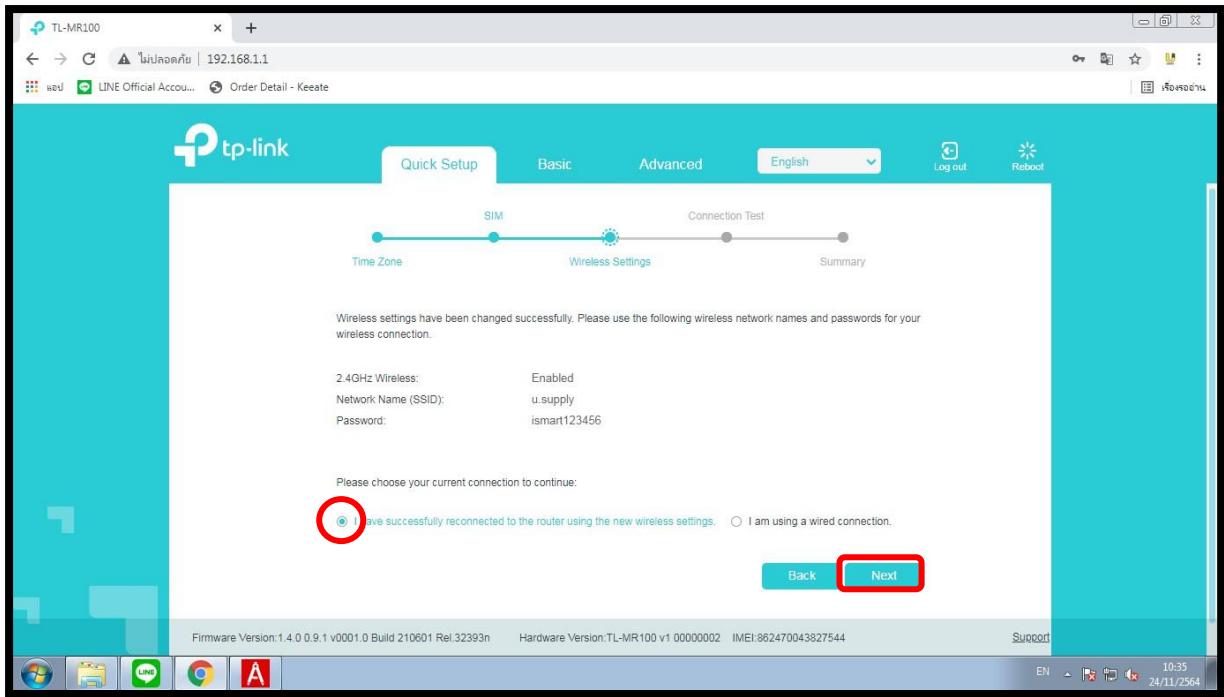 TL-MR100
ไม่ปลอดภัย 192.168.1.1
แอป LINE Official Accou... Order Detail - Keeate เรื่องรออ่าน
tp-link
Quick Setup Basic Advanced English Log out Reboot
SIM Connection Test
Time Zone Wireless Settings Summary
Wireless settings have been changed successfully. Please use the following wireless network names and passwords for your
wireless connection.
2.4GHz Wireless: Enabled
Network Name (SSID): u.supply
Password: ismart123456
Please choose your current connection to continue:
I have successfully reconnected to the router using the new wireless settings. I am using a wired connection.
Back Next
Firmware Version:1.4.0 0.9.1 v0001.0 Build 210601 Rel.32393n Hardware Version:TL-MR100 v1 00000002 IMEI:862470043827544 Support
LINE EN 10:35
24/11/2564